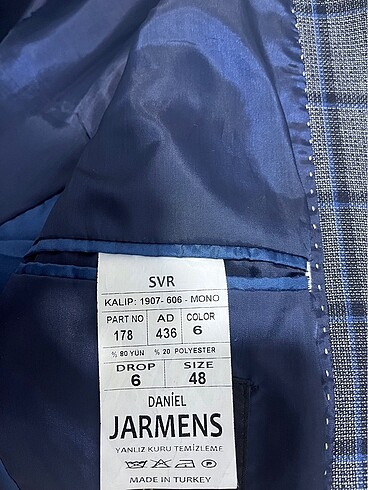 SVR
KALIP: 1907- 606 - MONO
PART NO AD COLOR
178 436 6
% 80 YUN % 20 POLYESTER
DROP SIZE
6 48
DANİEL
JARMENS
YANLIZ KURU TEMİZLEME
MADE IN TURKEY